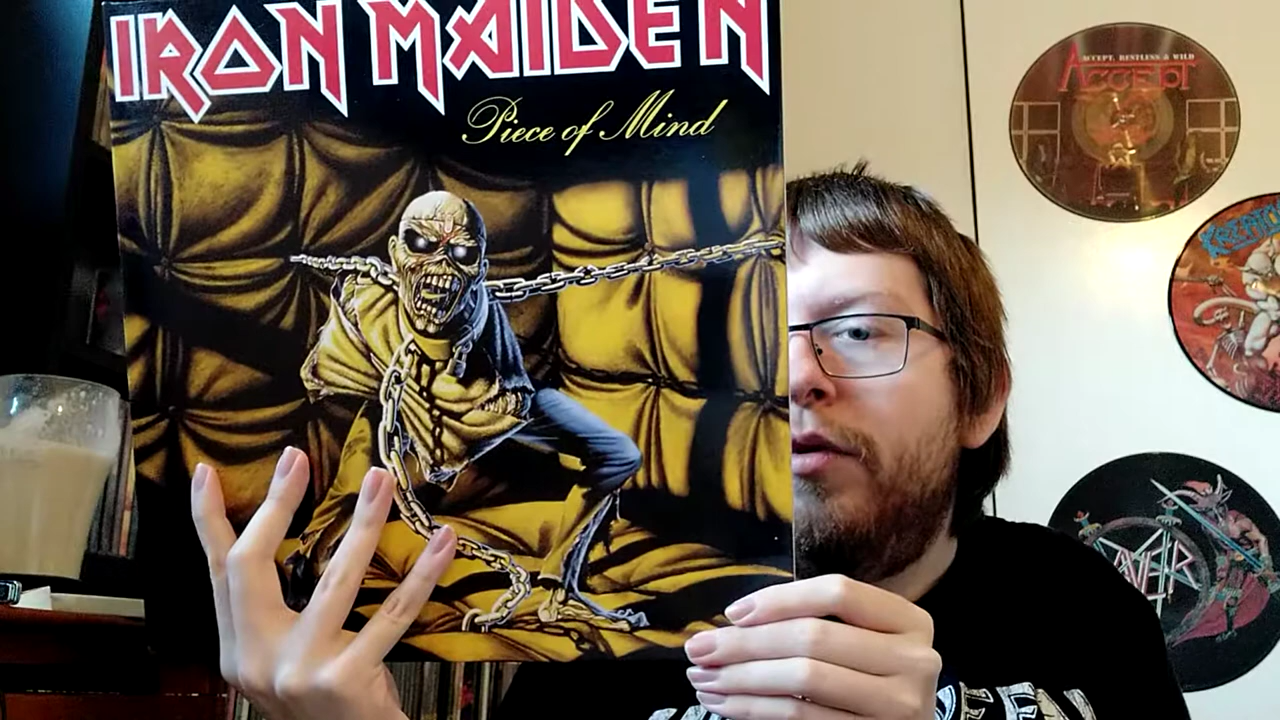 IRON MAIDEN
Piece of Mind
ACCEPT, RESTLESS & WILD
ACCEPT
SLAYER